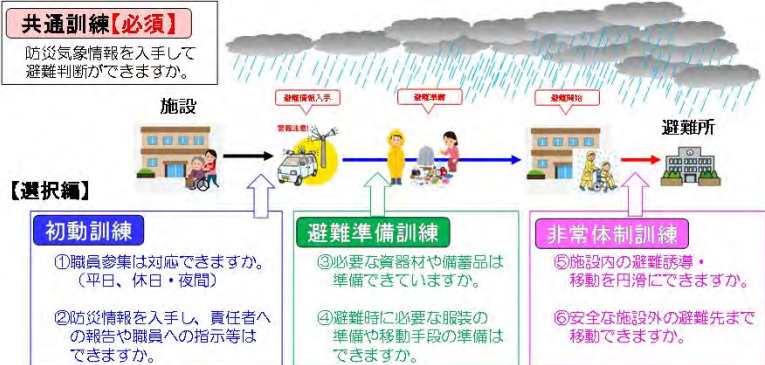 共通訓練【必須】
防災気象情報を入手して
避難判断ができますか。
施設
避難情報入手
避難準備
避難開始
警報注意!
避難所
【選択編】
初動訓練
①職員参集は対応できますか。
(平日、休日・夜間)
②防災情報を入手し、責任者へ
の報告や職員への指示等は
できますか。
避難準備訓練
③必要な資器材や備蓄品は
準備できていますか。
④避難時に必要な服装の
準備や移動手段の準備は
できますか。
非常体制訓練
⑤施設内の避難誘導・
移動を円滑にできますか。
⑥安全な施設外の避難先まで
移動できますか。